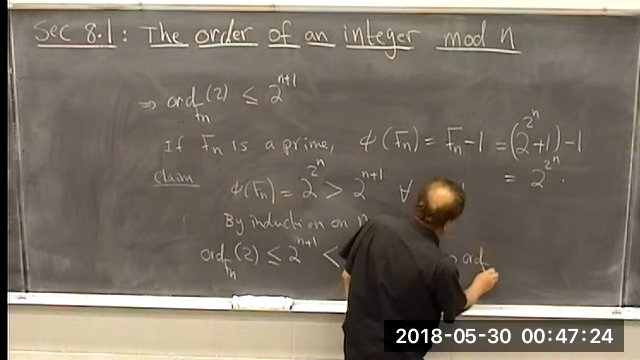 Sec 8.1: The order of an integer mod n
⇒ ord_{F_n}(2) ≤ 2^{n+1}
If F_n is a prime, φ(F_n) = F_n - 1 = (2^{2^n}+1) - 1
= 2^{2^n}.
Claim φ(F_n) = 2^{2^n} > 2^{n+1} ∀
By induction on n
ord_{F_n}(2) ≤ 2^{n+1} < ord
2018-05-30 00:47:24